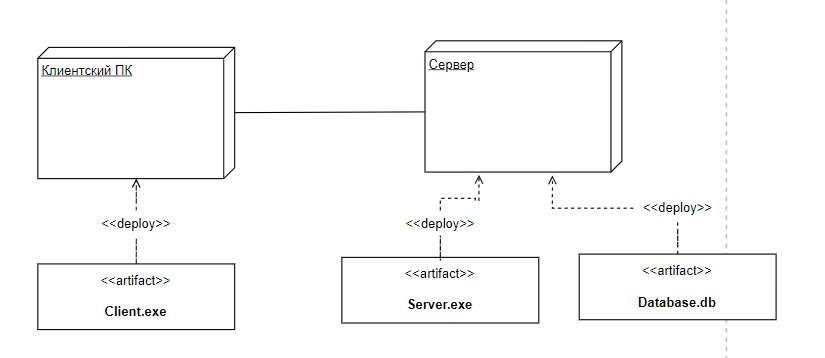 Клиентский ПК
Сервер
<<deploy>>
<<deploy>>
<<deploy>>
<<artifact>>
Client.exe
<<artifact>>
Server.exe
<<artifact>>
Database.db